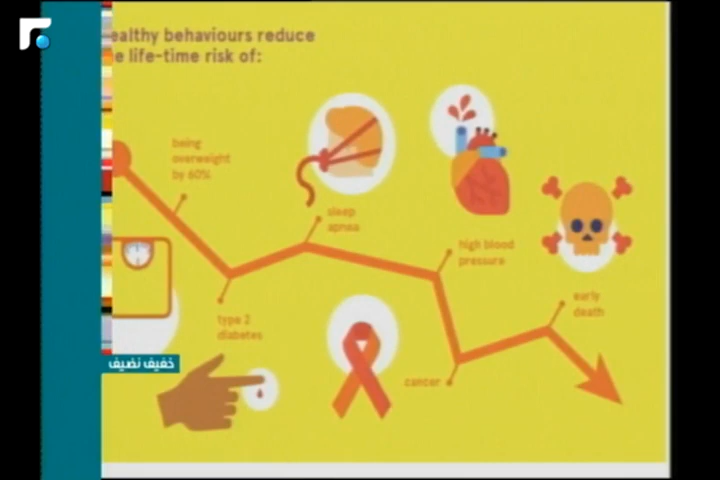 ealthy behaviours reduce
e life-time risk of:
being
overweight
by 60%
sleep
apnea
high blood
pressure
early
death
type 2
diabetes
خفيف نضيف
cancer